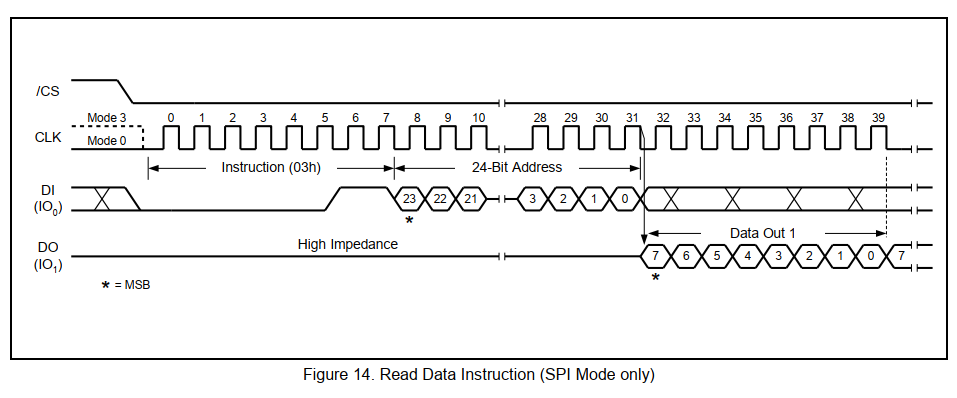 /CS
Mode 3 0 1 2 3 4 5 6 7 8 9 10 28 29 30 31 32 33 34 35 36 37 38 39
CLK
Mode 0
Instruction (03h) 24-Bit Address
DI
(IO0)
23 22 21 3 2 1 0
*
Data Out 1
DO
(IO1)
High Impedance
7 6 5 4 3 2 1 0 7
*
* = MSB
Figure 14. Read Data Instruction (SPI Mode only)